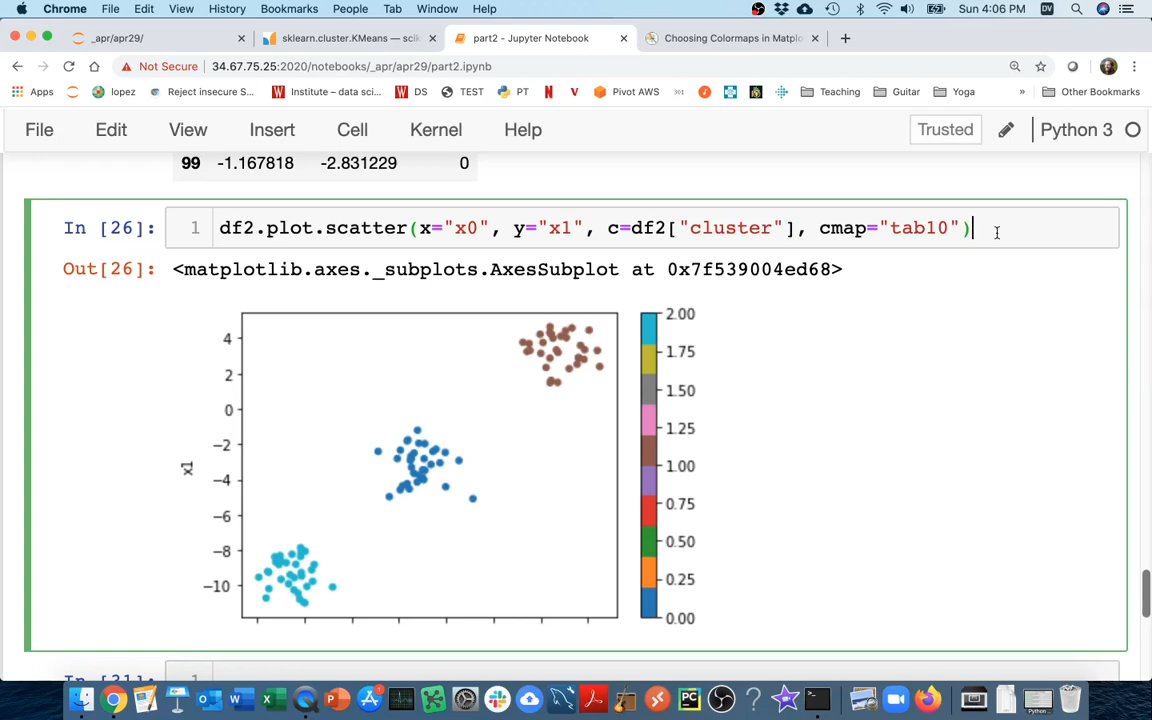 Chrome File Edit View History Bookmarks People Tab Window Help Sun 4:06 PM DV
_apr/apr29/ sklearn.cluster.KMeans — scik part2 - Jupyter Notebook Choosing Colormaps in Matplo
Not Secure 34.67.75.25:2020/notebooks/_apr/apr29/part2.ipynb
Apps lopez Reject insecure S... Institute – data sci... DS TEST PT Pivot AWS 301 Teaching Guitar Yoga » Other Bookmarks
File Edit View Insert Cell Kernel Help Trusted Python 3
99 -1.167818 -2.831229 0
In [26]: 1 df2.plot.scatter(x="x0", y="x1", c=df2["cluster"], cmap="tab10")
Out[26]: <matplotlib.axes._subplots.AxesSubplot at 0x7f539004ed68>
4
2
0
−2
−4
−6
−8
−10
x1
2.00
1.75
1.50
1.25
1.00
0.75
0.50
0.25
0.00
In [31]: 1